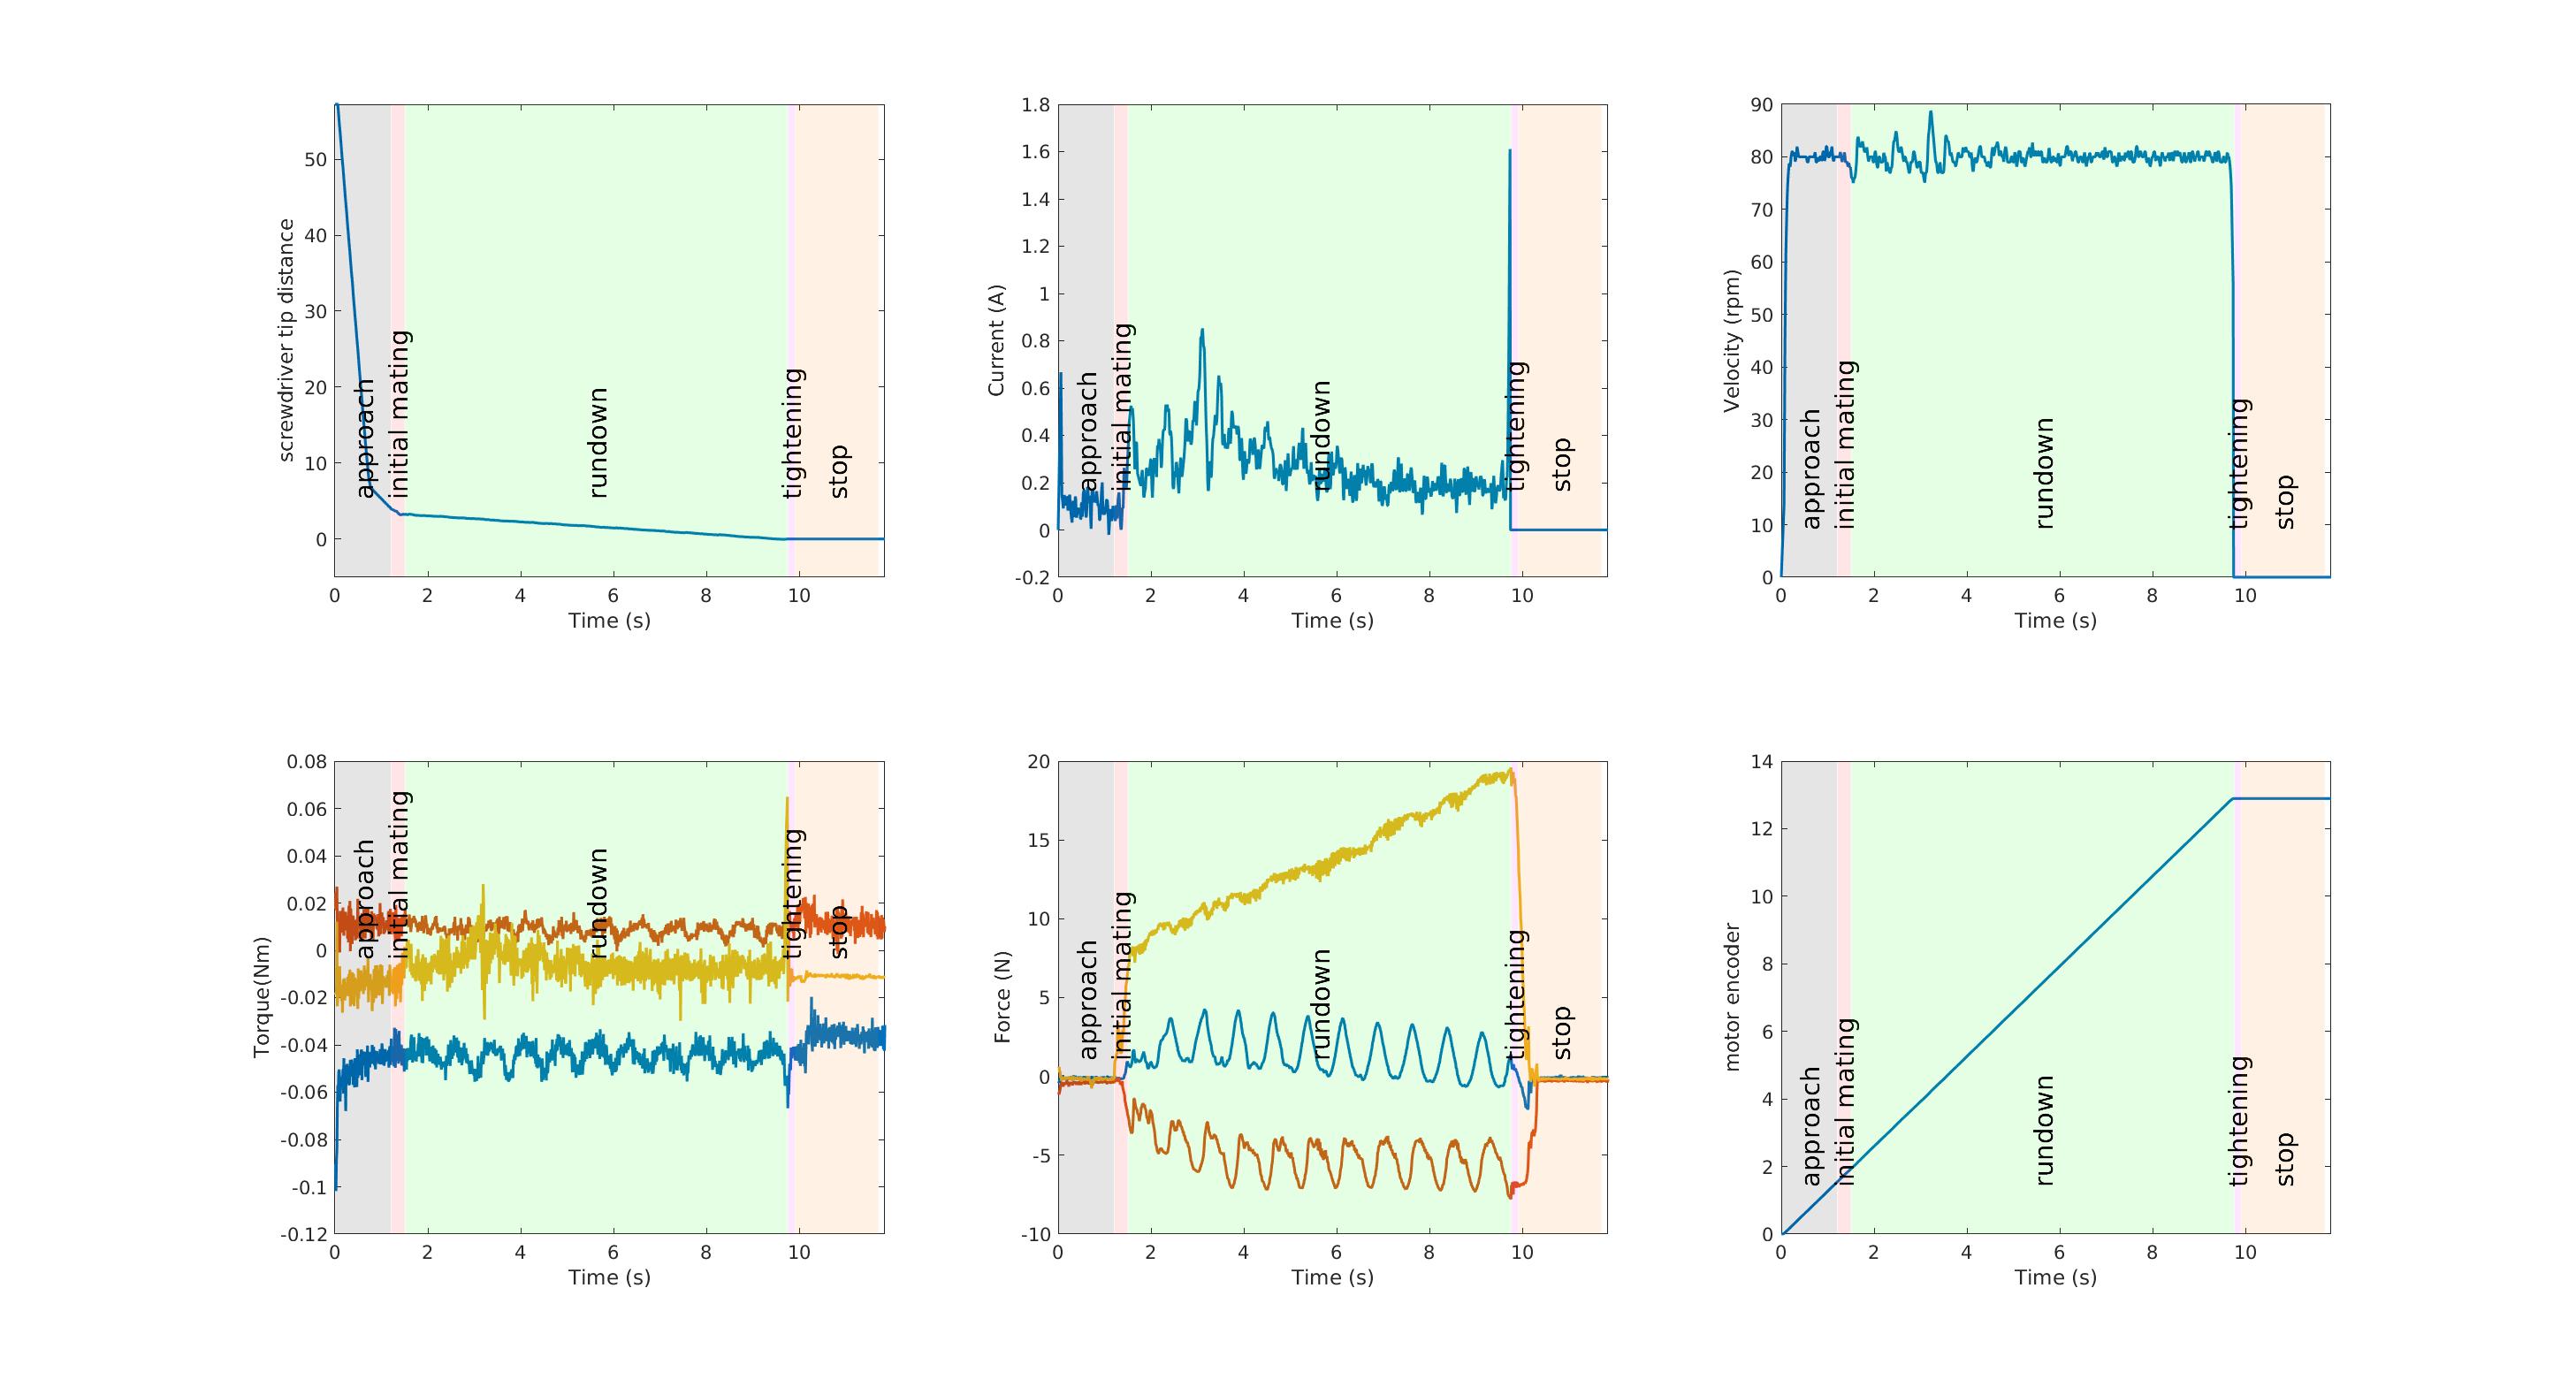 screwdriver tip distance
50
40
30
20
10
0
approach
initial mating
rundown
tightening
stop
0 2 4 6 8 10
Time (s)
Current (A)
1.8
1.6
1.4
1.2
1
0.8
0.6
0.4
0.2
0
-0.2
approach
initial mating
rundown
tightening
stop
0 2 4 6 8 10
Time (s)
Velocity (rpm)
90
80
70
60
50
40
30
20
10
0
approach
initial mating
rundown
tightening
stop
0 2 4 6 8 10
Time (s)
Torque(Nm)
0.08
0.06
0.04
0.02
0
-0.02
-0.04
-0.06
-0.08
-0.1
-0.12
approach
initial mating
rundown
tightening
stop
0 2 4 6 8 10
Time (s)
Force (N)
20
15
10
5
0
-5
-10
approach
initial mating
rundown
tightening
stop
0 2 4 6 8 10
Time (s)
motor encoder
14
12
10
8
6
4
2
0
approach
initial mating
rundown
tightening
stop
0 2 4 6 8 10
Time (s)